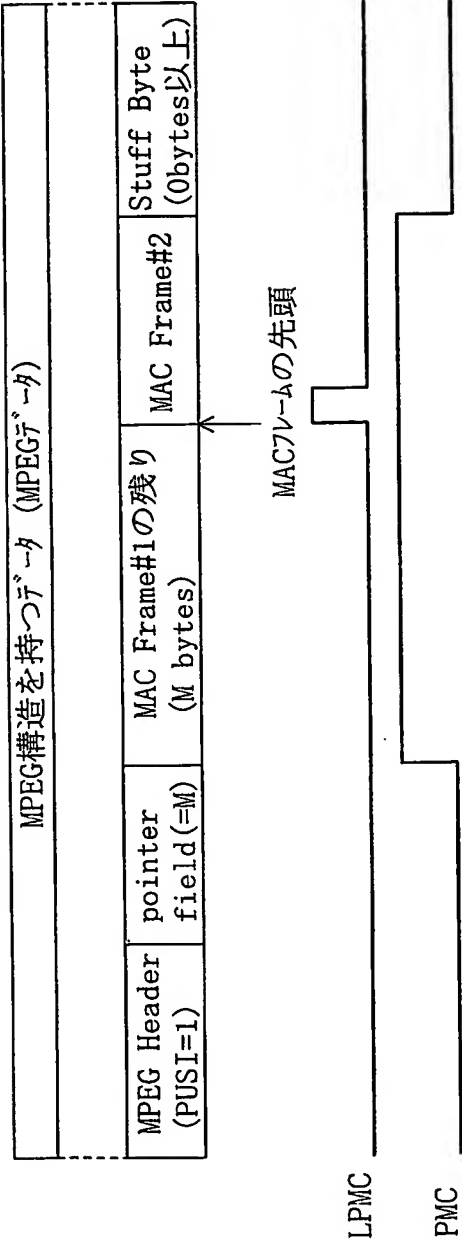 MPEG構造を持つデータ (MPEGデータ)
MPEG Header
(PUSI=1)
pointer
field(=M)
MAC Frame#1の残り
(M bytes)
MAC Frame#2
Stuff Byte
(0bytes以上)
MACフレームの先頭
LPMC
PMC